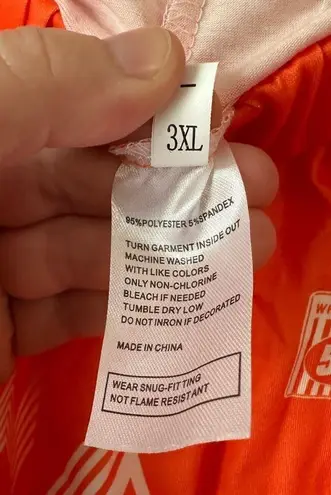 3XL
95%POLYESTER 5%SPANDEX
TURN GARMENT INSIDE OUT
MACHINE WASHED
WITH LIKE COLORS
ONLY NON-CHLORINE
BLEACH IF NEEDED
TUMBLE DRY LOW
DO NOT INRON IF DECORATED
MADE IN CHINA
WEAR SNUG-FIT TING
NOT FLAME RESISTANT